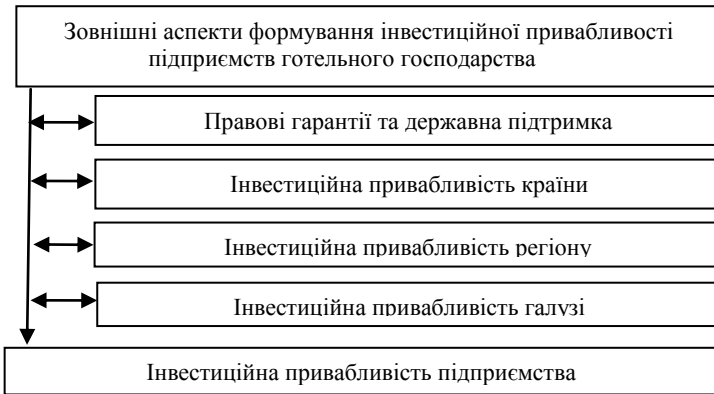 Зовнішні аспекти формування інвестиційної привабливості
підприємств готельного господарства
Правові гарантії та державна підтримка
Інвестиційна привабливість країни
Інвестиційна привабливість регіону
Інвестиційна привабливість галузі
Інвестиційна привабливість підприємства